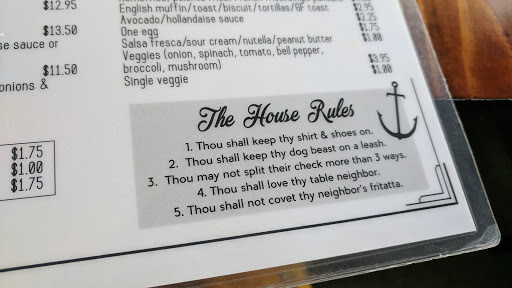 $12.95
English muffin/toast/biscuit/tortillas/GF toast
Avocado/hollandaise sauce $2.25
$13.50
One egg $1.75
se sauce or
Salsa fresca/sour cream/nutella/peanut butter $1.00
Veggies (onion, spinach, tomato, bell pepper,
broccoli, mushroom) $3.95
$11.50
Single veggie $1.00
onions &
The House Rules
1. Thou shall keep thy shirt & shoes on.
2. Thou shall keep thy dog beast on a leash.
3. Thou may not split their check more than 3 ways.
4. Thou shall love thy table neighbor.
5. Thou shall not covet thy neighbor's fritatta.
$1.75
$1.00
$1.75